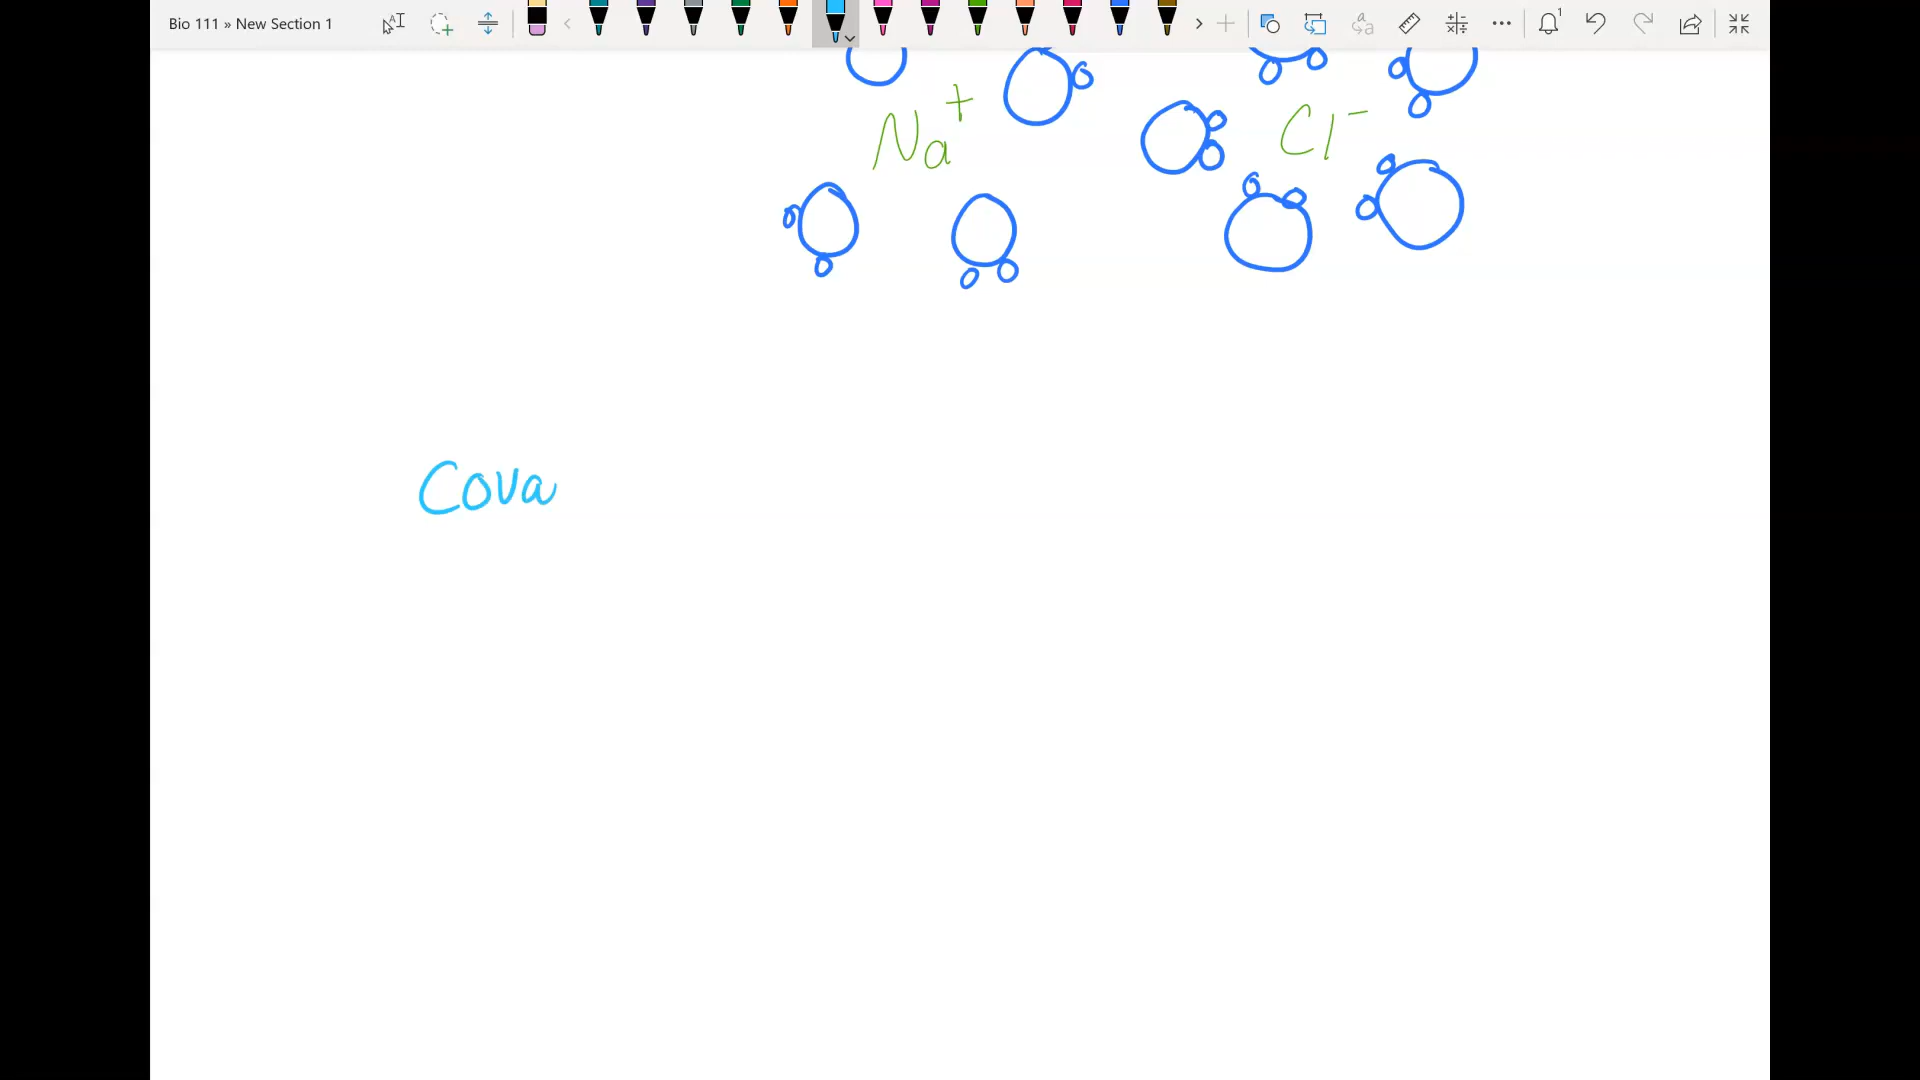 Bio 111 » New Section 1
Na+
Cl-
Cova